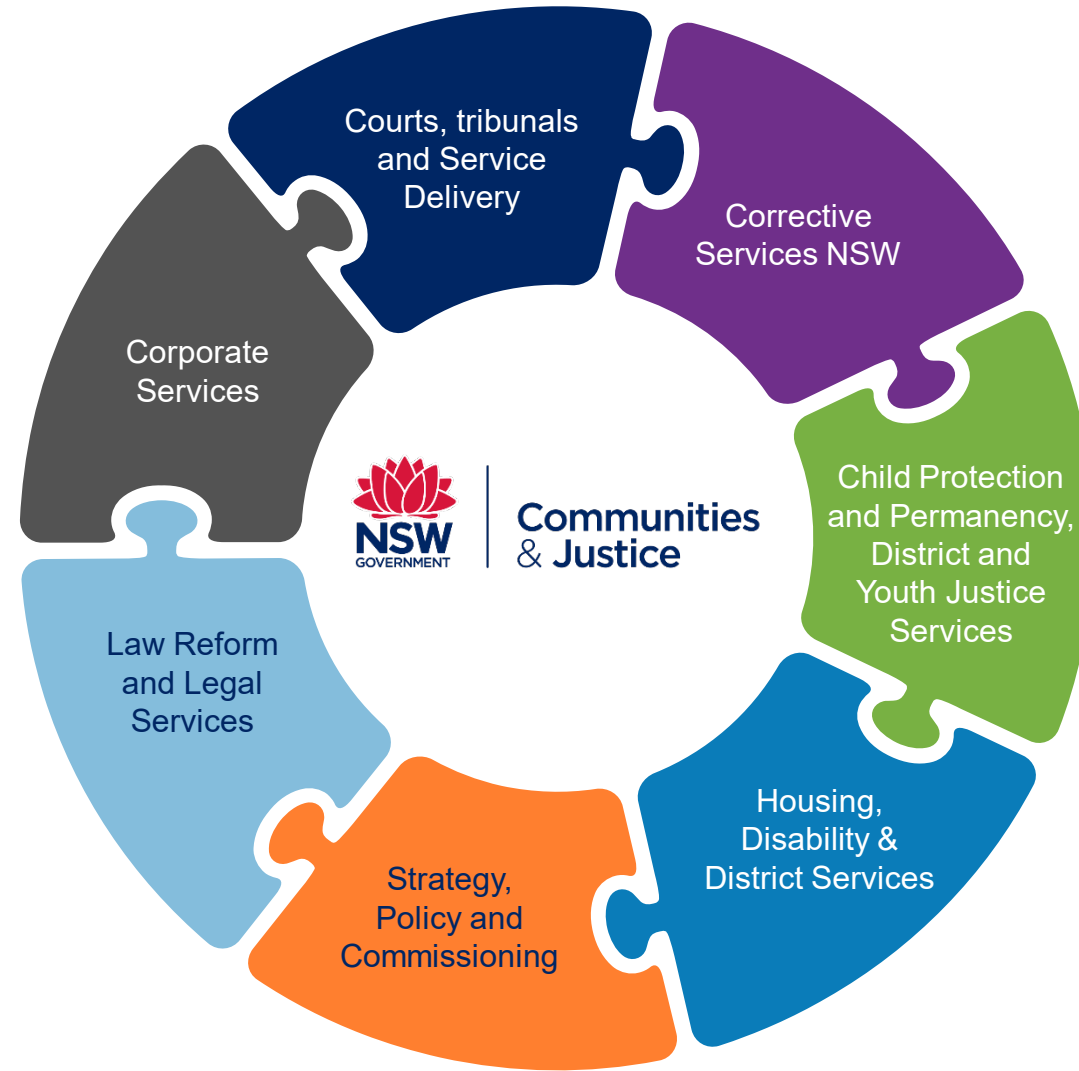 Courts, tribunals
and Service
Delivery
Corrective
Services NSW
Child Protection
and Permanency,
District and
Youth Justice
Services
Housing,
Disability &
District Services
Strategy,
Policy and
Commissioning
Law Reform
and Legal
Services
Corporate
Services
NSW
GOVERNMENT
Communities
& Justice